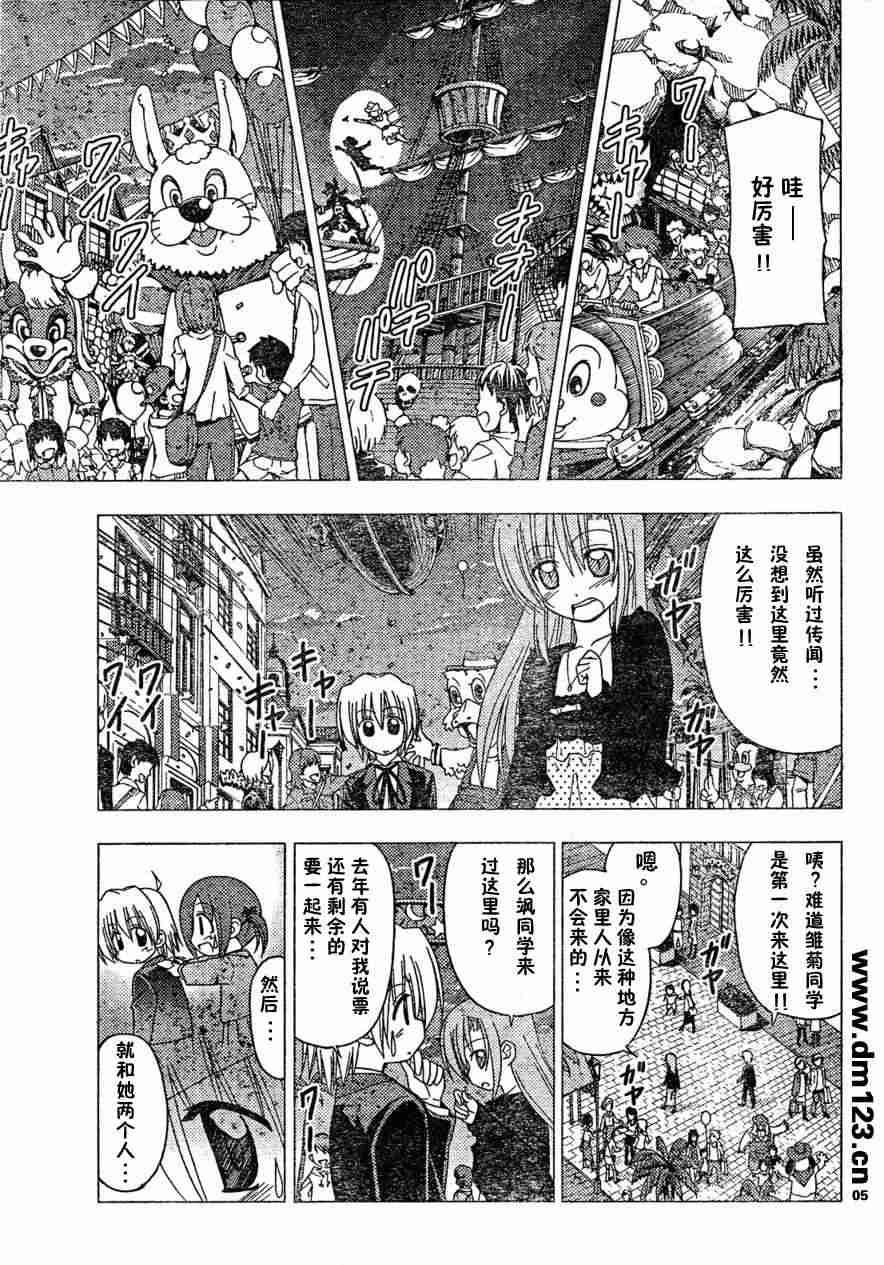 哇——
好厉害!!
キャー
オオー
パチ
パチ
パチ
ワイ
ワイ
キャー
虽然听过传闻
没想到这里竟然
这么厉害!!
ガヤ
ガヤ
キャー
キャー
ワイ
ワイ
咦?难道雏菊同学
是第一次来这里!!
嗯。
因为像这种地方
家里人从来
不会来的...
ガヤ
ワー
那么飒同学来
过这里吗?
去年有人对我说票
还有剩余的
要一起来...
ワー
然后...
就和她两个人...
www.dm123.cn
05